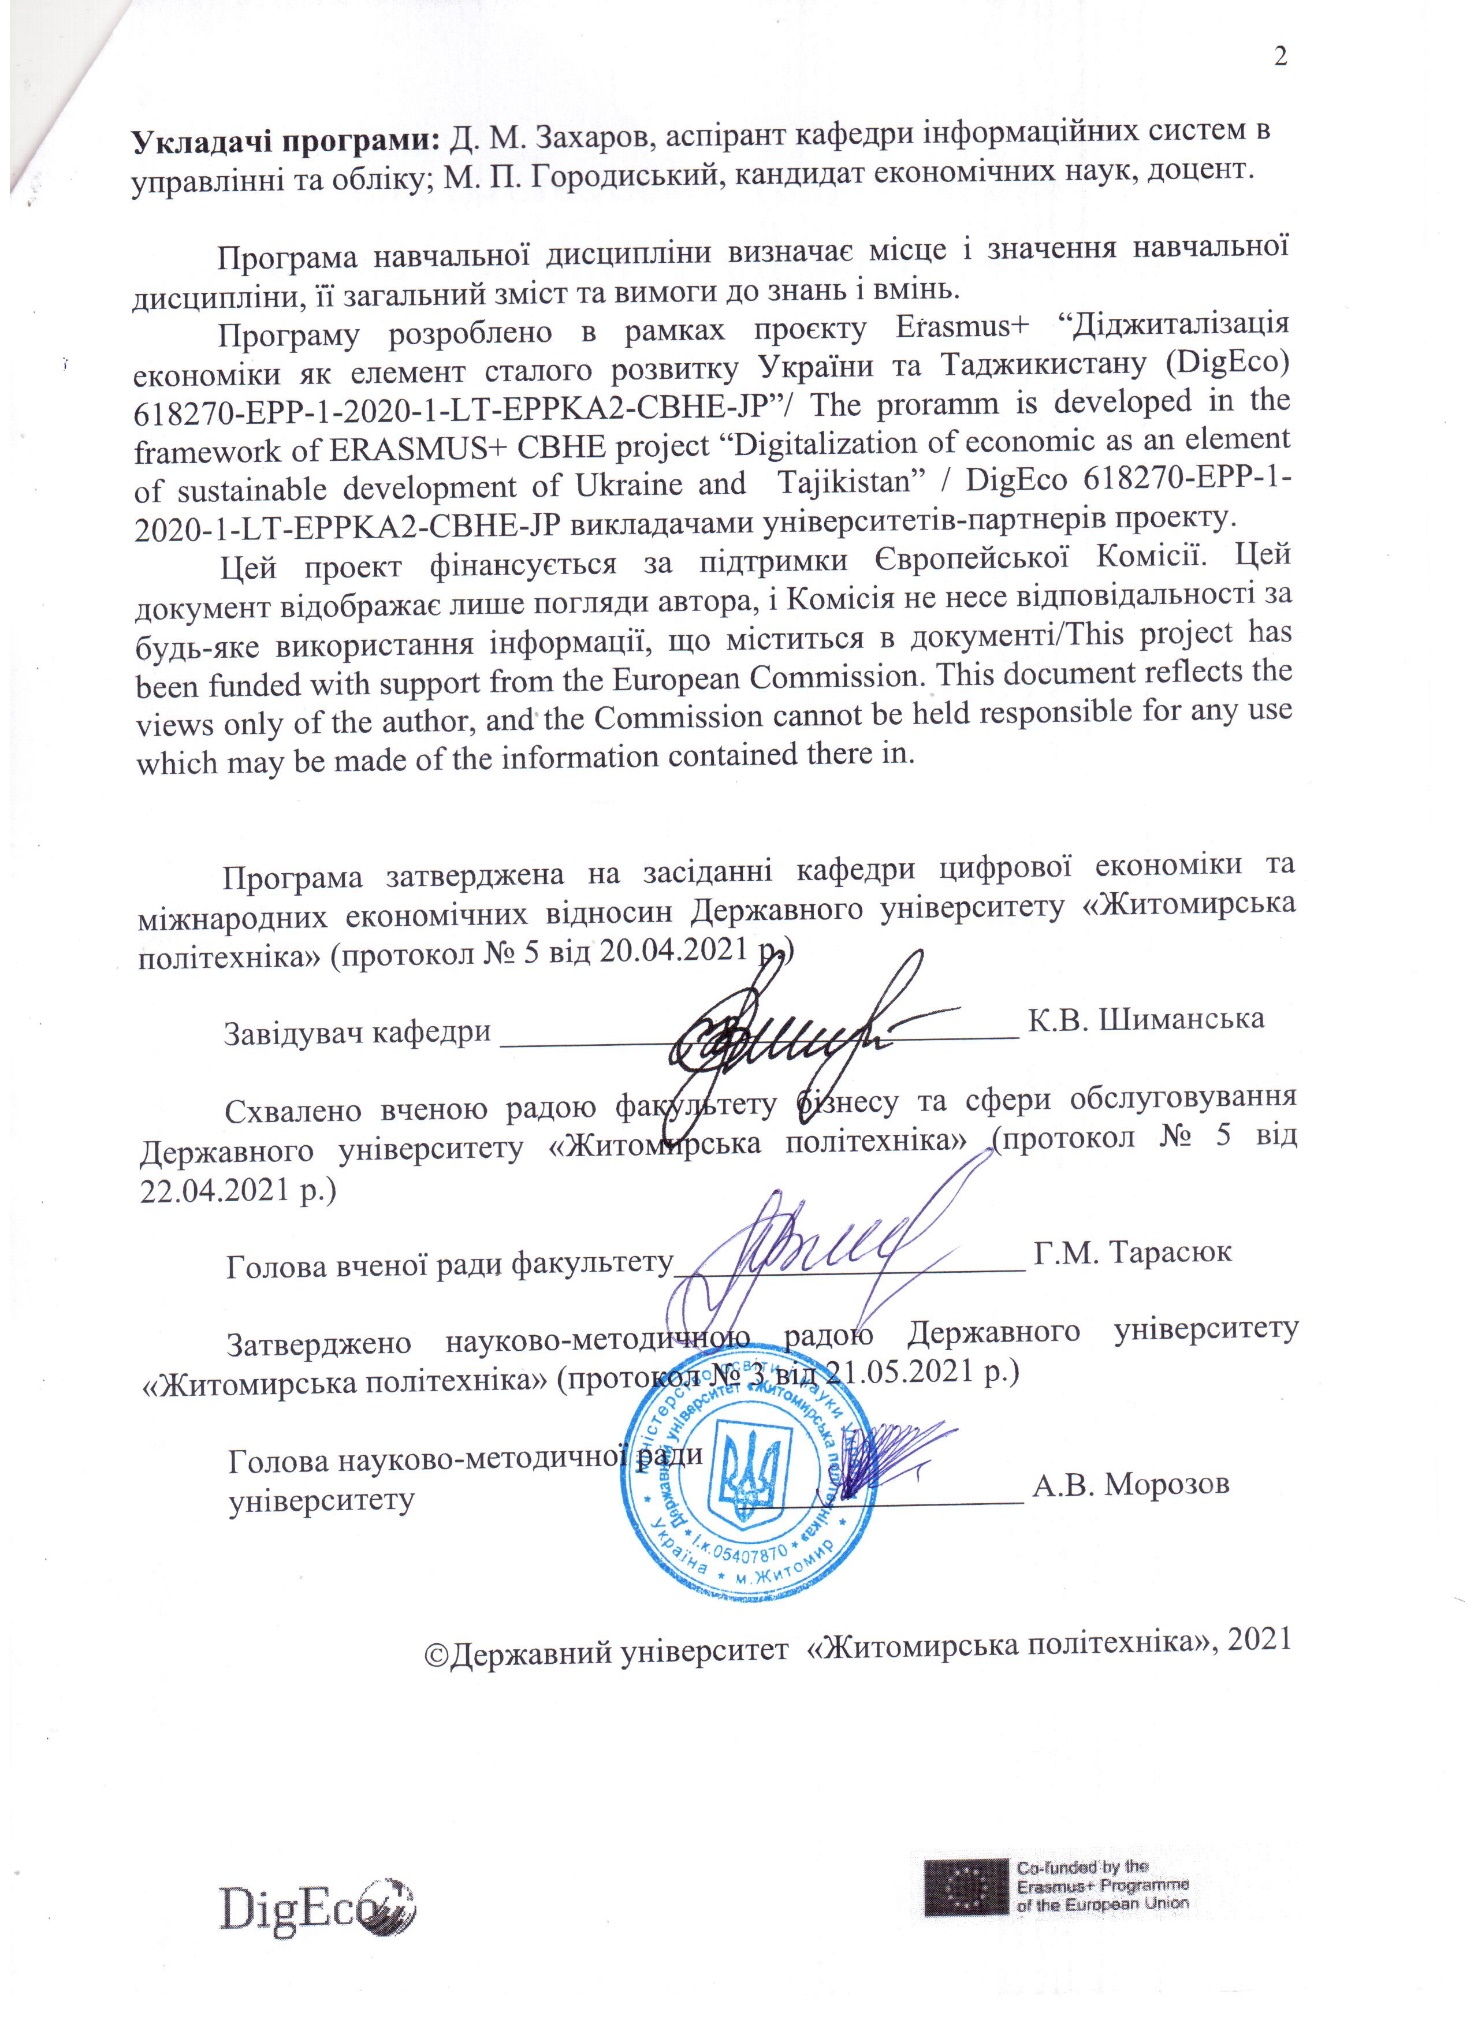 2
Укладачі програми: Д. М. Захаров, аспірант кафедри інформаційних систем в
управлінні та обліку; М. П. Городиський, кандидат економічних наук, доцент.
Програма навчальної дисципліни визначає місце і значення навчальної
дисципліни, її загальний зміст та вимоги до знань і вмінь.
Програму розроблено в рамках проєкту Erasmus+ “Діджиталізація
економіки як елемент сталого розвитку України та Таджикистану (DigEco)
618270-EPP-1-2020-1-LT-EPPKA2-CBHE-JP”/ The proramm is developed in the
framework of ERASMUS+ CBHE project “Digitalization of economic as an element
of sustainable development of Ukraine and Tajikistan” / DigEco 618270-EPP-1-
2020-1-LT-EPPKA2-CBHE-JP викладачами університетів-партнерів проекту.
Цей проект фінансується за підтримки Європейської Комісії. Цей
документ відображає лише погляди автора, і Комісія не несе відповідальності за
будь-яке використання інформації, що міститься в документі/This project has
been funded with support from the European Commission. This document reflects the
views only of the author, and the Commission cannot be held responsible for any use
which may be made of the information contained there in.
Програма затверджена на засіданні кафедри цифрової економіки та
міжнародних економічних відносин Державного університету «Житомирська
політехніка» (протокол № 5 від 20.04.2021 р.)
Завідувач кафедри К.В. Шиманська
Схвалено вченою радою факультету бізнесу та сфери обслуговування
Державного університету «Житомирська політехніка» (протокол № 5 від
22.04.2021 р.)
Голова вченої ради факультету Г.М. Тарасюк
Затверджено науково-методичною радою Державного університету
«Житомирська політехніка» (протокол № 3 від 21.05.2021 р.)
Голова науково-методичної ради
університету А.В. Морозов
Міністерство освіти і науки України
Державний університет «Житомирська політехніка»
* і.к.05407870 *
* Україна * м.Житомир *
©Державний університет «Житомирська політехніка», 2021
DigEco
Co-funded by the
Erasmus+ Programme
of the European Union